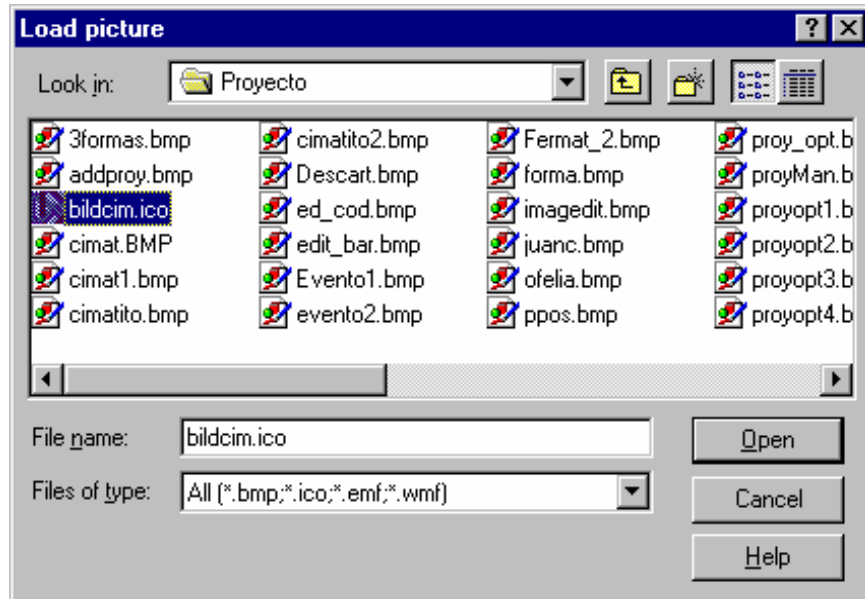 Load picture
Look in: Proyecto
3formas.bmp cimatito2.bmp Fermat_2.bmp proy_opt.b
addproy.bmp Descart.bmp forma.bmp proyMan.b
bildcim.ico ed_cod.bmp imagedit.bmp proyopt1.b
cimat.BMP edit_bar.bmp juanc.bmp proyopt2.b
cimat1.bmp Evento1.bmp ofelia.bmp proyopt3.b
cimatito.bmp evento2.bmp ppos.bmp proyopt4.b
File name: bildcim.ico Open
Files of type: All (*.bmp;*.ico;*.emf;*.wmf) Cancel
Help